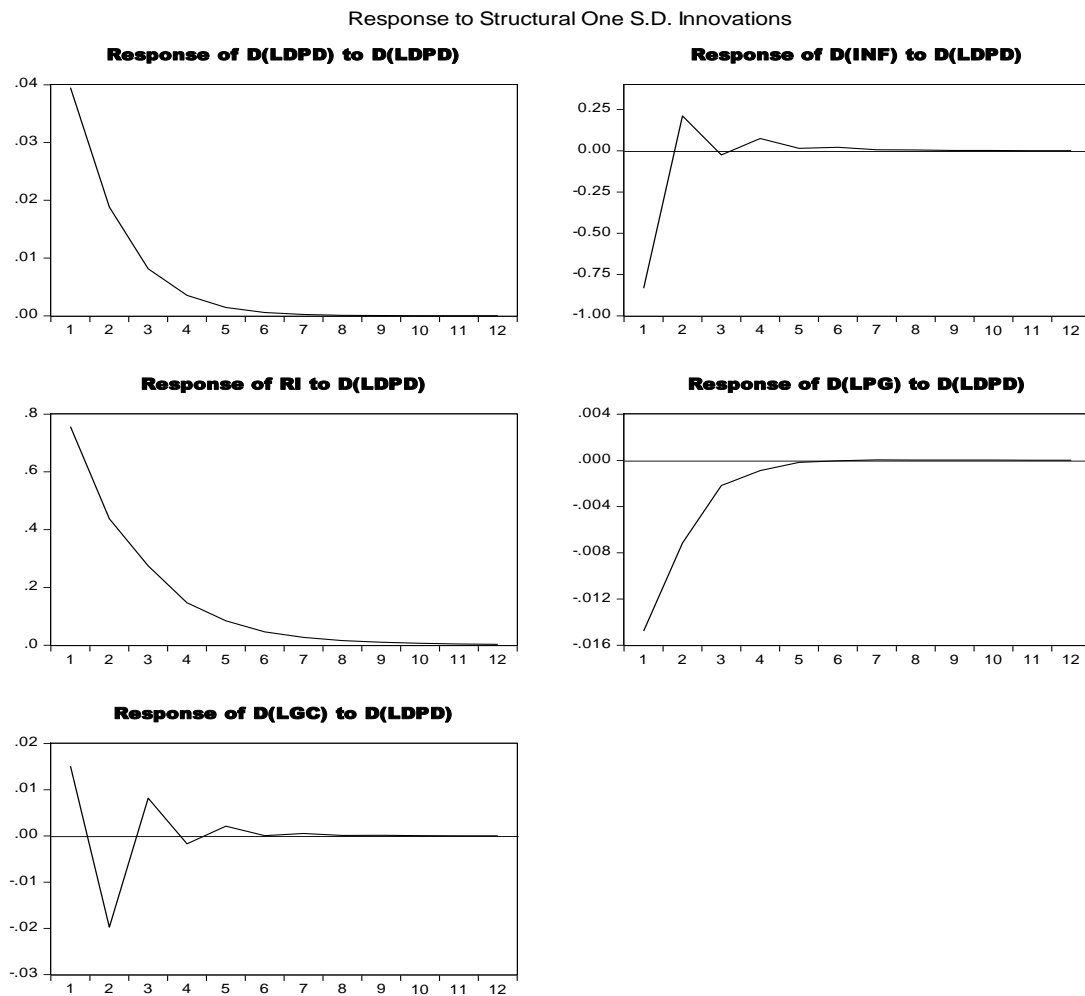 Response to Structural One S.D. Innovations
Response of D(LDPD) to D(LDPD)
.04
.03
.02
.01
.00
1 2 3 4 5 6 7 8 9 10 11 12
Response of D(INF) to D(LDPD)
0.25
0.00
-0.25
-0.50
-0.75
-1.00
1 2 3 4 5 6 7 8 9 10 11 12
Response of RI to D(LDPD)
.8
.6
.4
.2
.0
1 2 3 4 5 6 7 8 9 10 11 12
Response of D(LPG) to D(LDPD)
.004
.000
-.004
-.008
-.012
-.016
1 2 3 4 5 6 7 8 9 10 11 12
Response of D(LGC) to D(LDPD)
.02
.01
.00
-.01
-.02
-.03
1 2 3 4 5 6 7 8 9 10 11 12